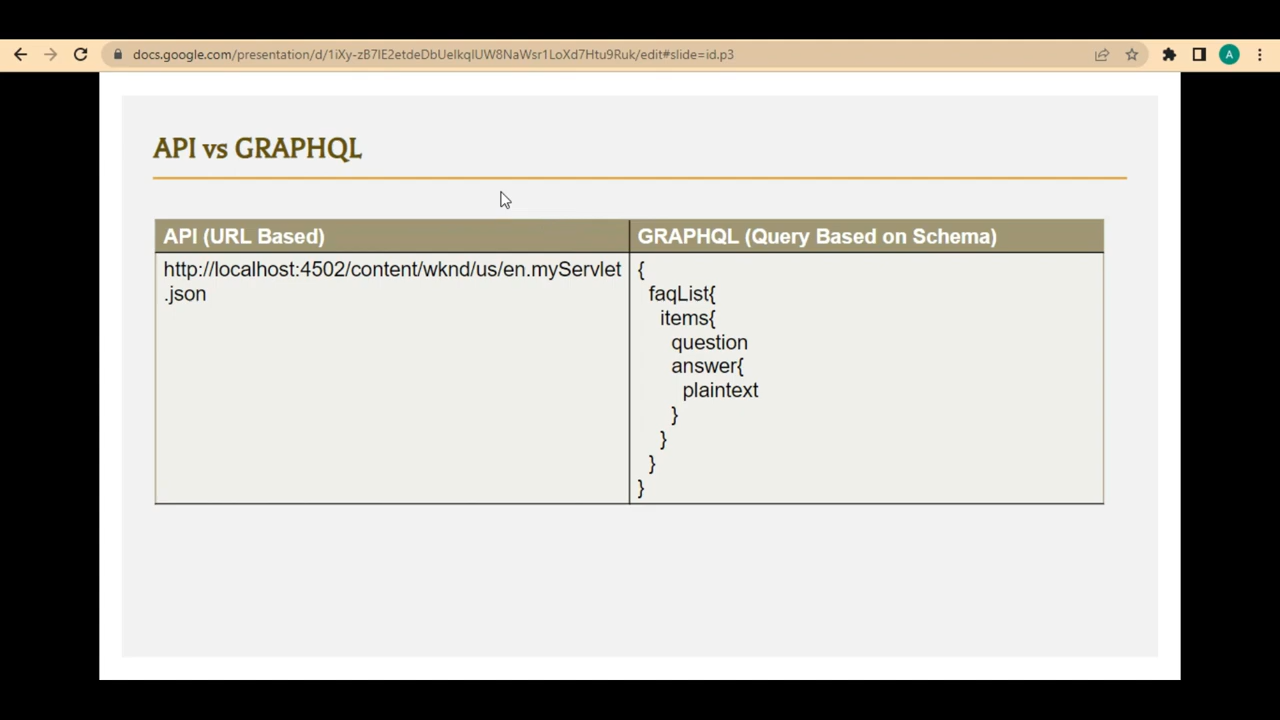 docs.google.com/presentation/d/1iXy-zB7IE2etdeDbUelkqIUW8NaWsr1LoXd7Htu9Ruk/edit#slide=id.p3
A
API vs GRAPHQL
API (URL Based)
GRAPHQL (Query Based on Schema)
http://localhost:4502/content/wknd/us/en.myServlet
.json
{
faqList{
items{
question
answer{
plaintext
}
}
}
}